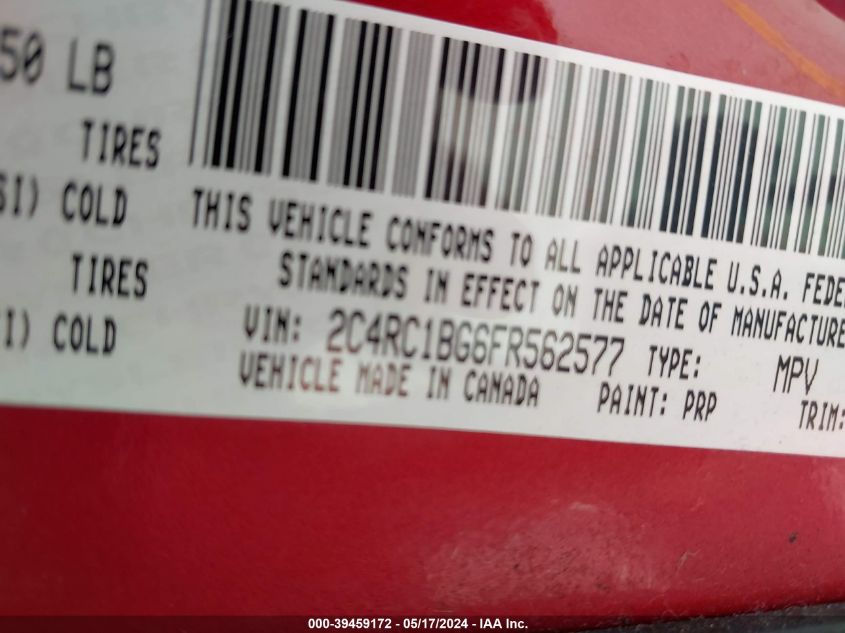 50 LB
TIRES
SI) COLD
TIRES
I) COLD
THIS VEHICLE CONFORMS TO ALL APPLICABLE U.S.A. FEDE
STANDARDS IN EFFECT ON THE DATE OF MANUFACTURE
VIN: 2C4RC1BG6FR562577 TYPE: MPV
VEHICLE MADE IN CANADA PAINT: PRP TRIM:
000-39459172 - 05/17/2024 - IAA Inc.